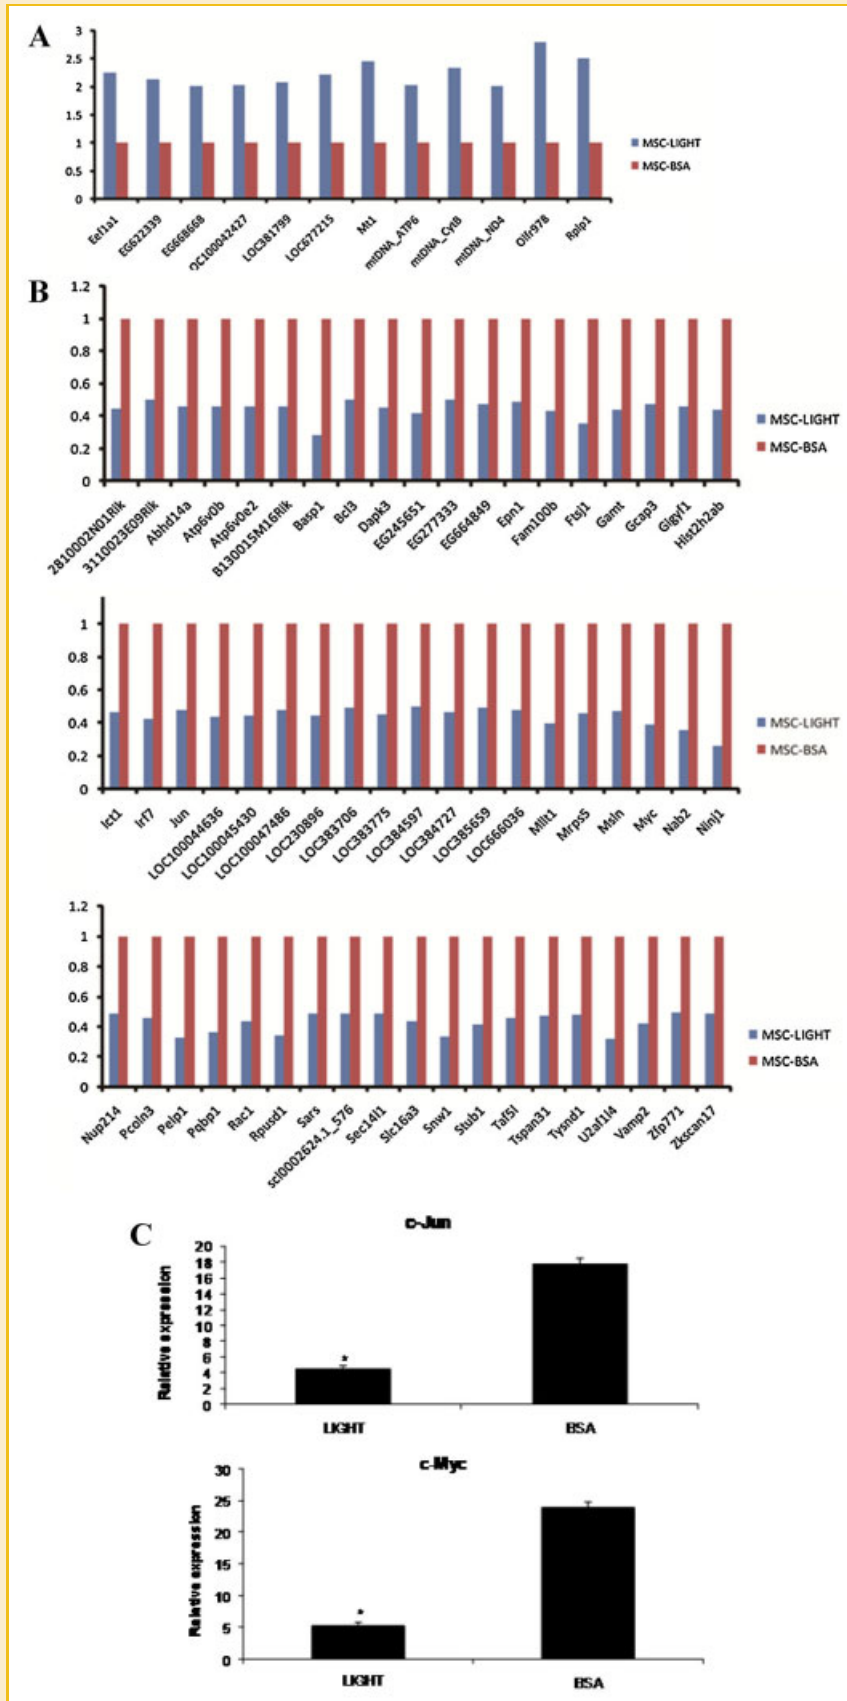 A
3
2.5
2
1.5
1
0.5
0
MSC-LIGHT
MSC-BSA
Eef1a1
EG622339
EG668668
OC100042427
LOC381799
LOC677215
Mt1
mtDNA_ATP6
mtDNA_CytB
mtDNA_ND4
Olfr978
Rplp1
B
1.2
1
0.8
0.6
0.4
0.2
0
MSC-LIGHT
MSC-BSA
2810002N01Rik
3110023E09Rik
Abhd14a
Atp6v0b
Atp6v0e2
B130015M16Rik
Basp1
Bcl3
Dapk3
EG245651
EG277333
EG664849
Epn1
Fam100b
Ftsj1
Gamt
Gcap3
Gigyf1
Hist2h2ab
1
0.8
0.6
0.4
0.2
0
MSC-LIGHT
MSC-BSA
Ict1
Irf7
Jun
LOC100044636
LOC100045430
LOC100047486
LOC230896
LOC383706
LOC383775
LOC384597
LOC384727
LOC385659
LOC666036
Mllt1
Mrps5
Msln
Myc
Nab2
Ninj1
1.2
1
0.8
0.6
0.4
0.2
0
MSC-LIGHT
MSC-BSA
Nup214
Pcoln3
Pelp1
Pqbp1
Rac1
Rpusd1
Sars
scl0002624.1_576
Sec14l1
Slc16a3
Snw1
Stub1
Taf5l
Tspan31
Tysnd1
U2af1l4
Vamp2
Zfp771
Zkscan17
C
c-Jun
Relative expression
20
18
16
14
12
10
8
6
4
2
0
*
LIGHT BSA
c-Myc
Relative expression
30
25
20
15
10
5
0
*
LIGHT BSA